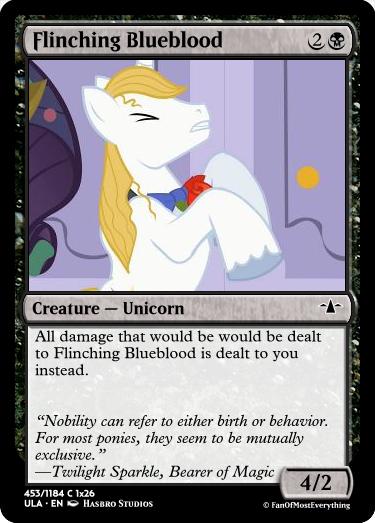 Flinching Blueblood 2
Creature — Unicorn
All damage that would be would be dealt
to Flinching Blueblood is dealt to you
instead.
“Nobility can refer to either birth or behavior.
For most ponies, they seem to be mutually
exclusive.”
—Twilight Sparkle, Bearer of Magic
4/2
453/1184 C 1x26
ULA • EN Hasbro Studios
© FanOfMostEverything